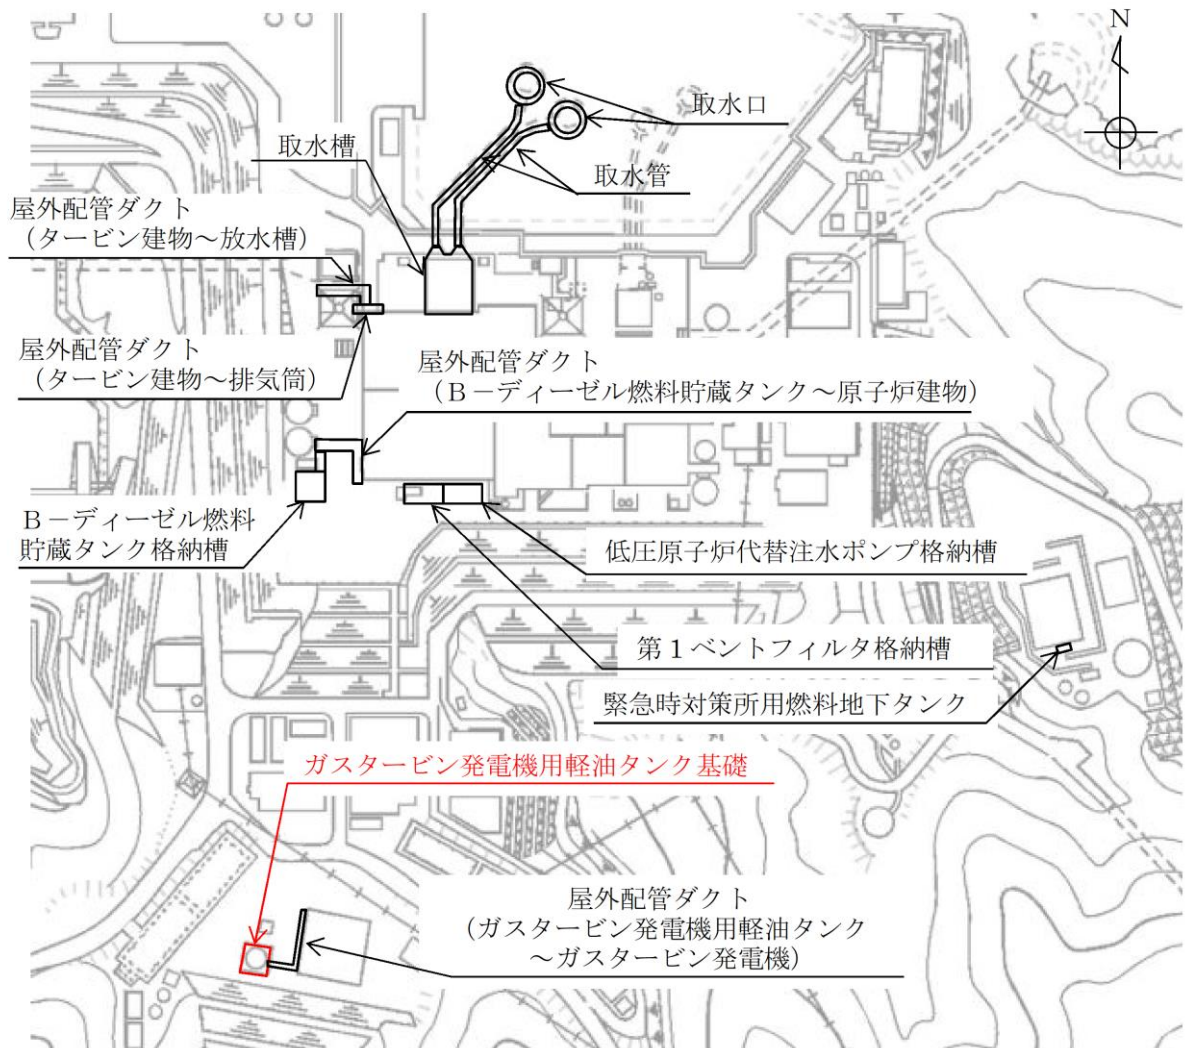 N
取水口
取水槽
取水管
屋外配管ダクト
（タービン建物～放水槽）
屋外配管ダクト
（タービン建物～排気筒）
屋外配管ダクト
（Ｂ－ディーゼル燃料貯蔵タンク～原子炉建物）
Ｂ－ディーゼル燃料
貯蔵タンク格納槽
低圧原子炉代替注水ポンプ格納槽
第１ベントフィルタ格納槽
緊急時対策所用燃料地下タンク
ガスタービン発電機用軽油タンク基礎
屋外配管ダクト
（ガスタービン発電機用軽油タンク
～ガスタービン発電機）